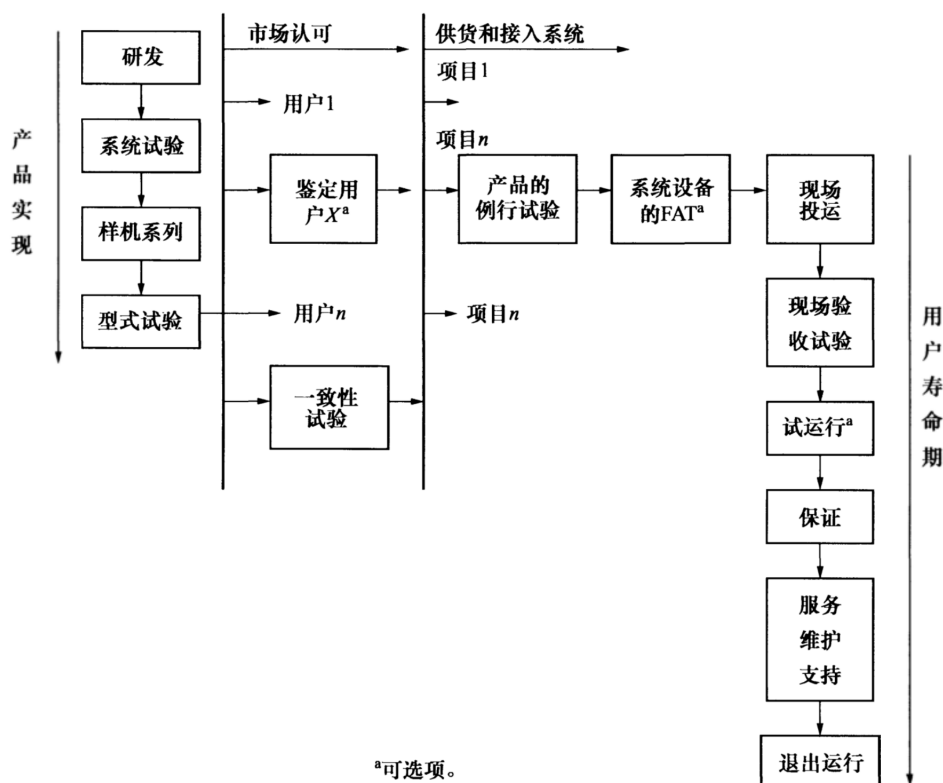 产品实现
研发
系统试验
样机系列
型式试验
市场认可
用户1
鉴定用
户Xᵃ
用户n
一致性
试验
供货和接入系统
项目1
项目n
产品的
例行试验
系统设备
的FATᵃ
现场
投运
项目n
现场验
收试验
试运行ᵃ
保证
服务
维护
支持
退出运行
用户寿命期
ᵃ可选项。